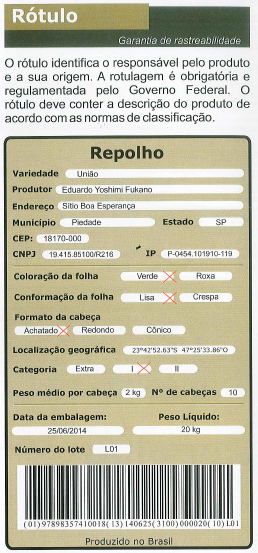 Rótulo
Garantia de rastreabilidade
O rótulo identifica o responsável pelo produto
e a sua origem. A rotulagem é obrigatória e
regulamentada pelo Governo Federal. O
rótulo deve conter a descrição do produto de
acordo com as normas de classificação.
Repolho
Variedade União
Produtor Eduardo Yoshimi Fukano
Endereço Sítio Boa Esperança
Município Piedade Estado SP
CEP: 18170-000
CNPJ 19.415.85100/R216 IP P-0454.101910-119
Coloração da folha Verde Roxa
Conformação da folha Lisa Crespa
Formato da cabeça
Achatado Redondo Cônico
Localização geográfica 23°42'52.63"S 47°25'33.86"O
Categoria Extra I II
Peso médio por cabeça 2 kg Nº de cabeças 10
Data da embalagem: Peso Líquido:
25/06/2014 20 kg
Número do lote L01
(01)97898357410018(13)140625(3100)000020(10)L01
Produzido no Brasil